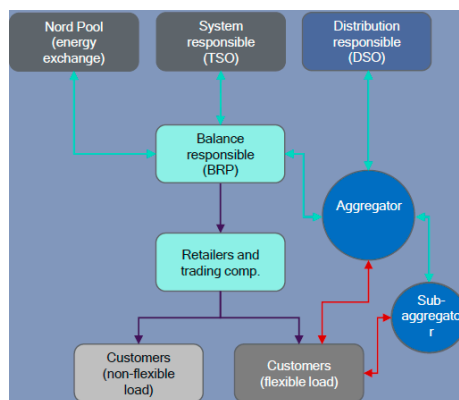 Nord Pool
(energy
exchange)
System
responsible
(TSO)
Distribution
responsible
(DSO)
Balance
responsible
(BRP)
Aggregator
Retailers and
trading comp.
Sub-
aggregato
r
Customers
(non-flexible
load)
Customers
(flexible load)